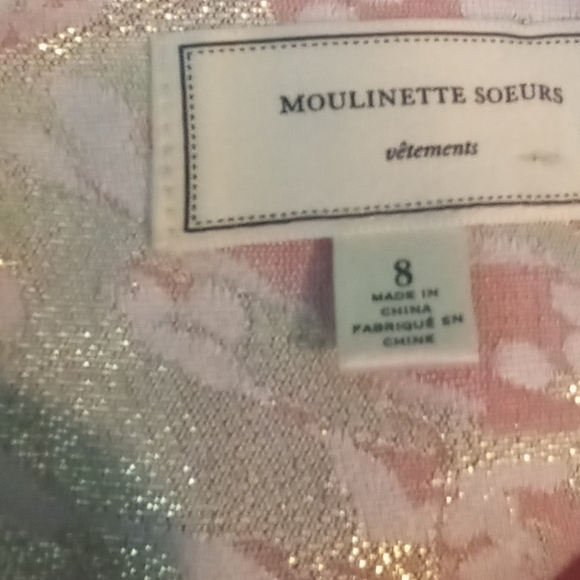 MOULINETTE SOEURS
vêtements
8
MADE IN
CHINA
FABRIQUÉ EN
CHINE